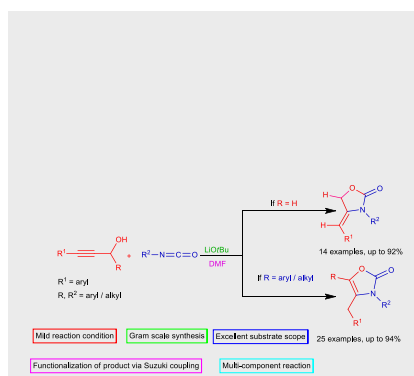 H
O
O
If R = H
N
R²
H
R¹
OH
14 examples, up to 92%
R¹
+
R²–N=C=O
LiOtBu
R
DMF
If R = aryl / alkyl
R
O
O
R¹ = aryl
N
R²
R, R² = aryl / alkyl
R¹
25 examples, up to 94%
Mild reaction condition
Gram scale synthesis
Excellent substrate scope
Functionalization of product via Suzuki coupling
Multi-component reaction